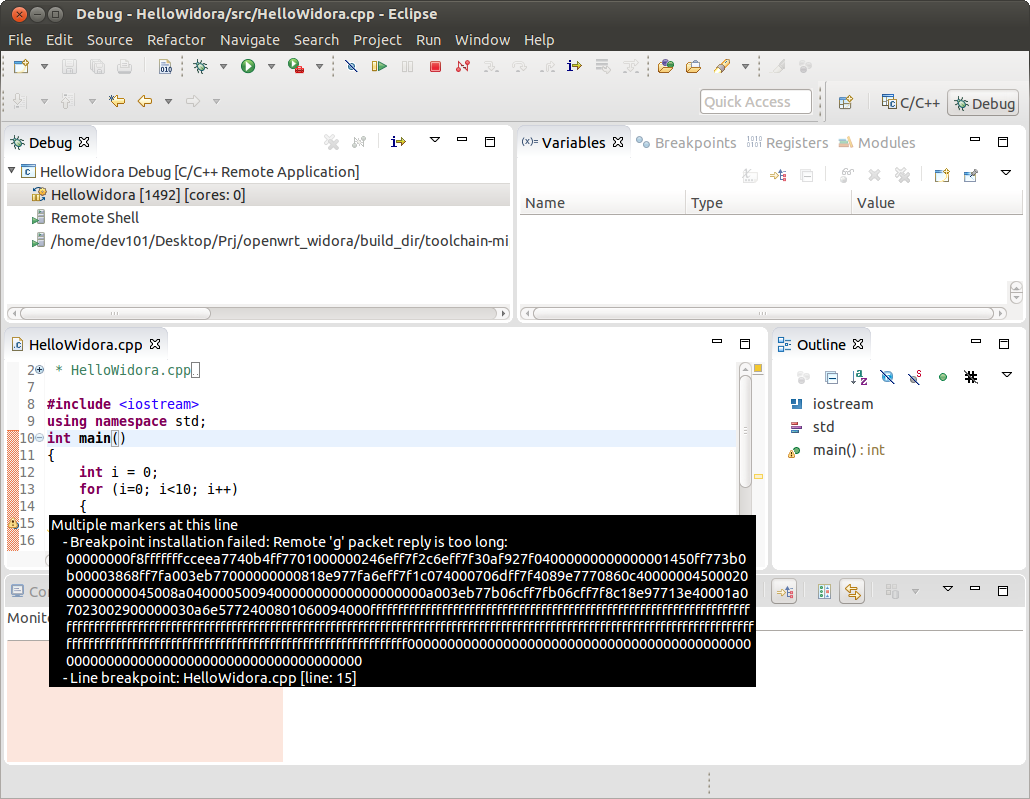 Debug - HelloWidora/src/HelloWidora.cpp - Eclipse
File Edit Source Refactor Navigate Search Project Run Window Help
010
Quick Access
C/C++
Debug
Debug
HelloWidora Debug [C/C++ Remote Application]
HelloWidora [1492] [cores: 0]
Remote Shell
/home/dev101/Desktop/Prj/openwrt_widora/build_dir/toolchain-mi
(x)= Variables Breakpoints Registers Modules
Name Type Value
HelloWidora.cpp
2 * HelloWidora.cpp
7
8 #include <iostream>
9 using namespace std;
10 int main()
11 {
12 int i = 0;
13 for (i=0; i<10; i++)
14 {
15
16
Outline
iostream
std
main() : int
Multiple markers at this line
- Breakpoint installation failed: Remote 'g' packet reply is too long:
- Line breakpoint: HelloWidora.cpp [line: 15]
Co
Monito